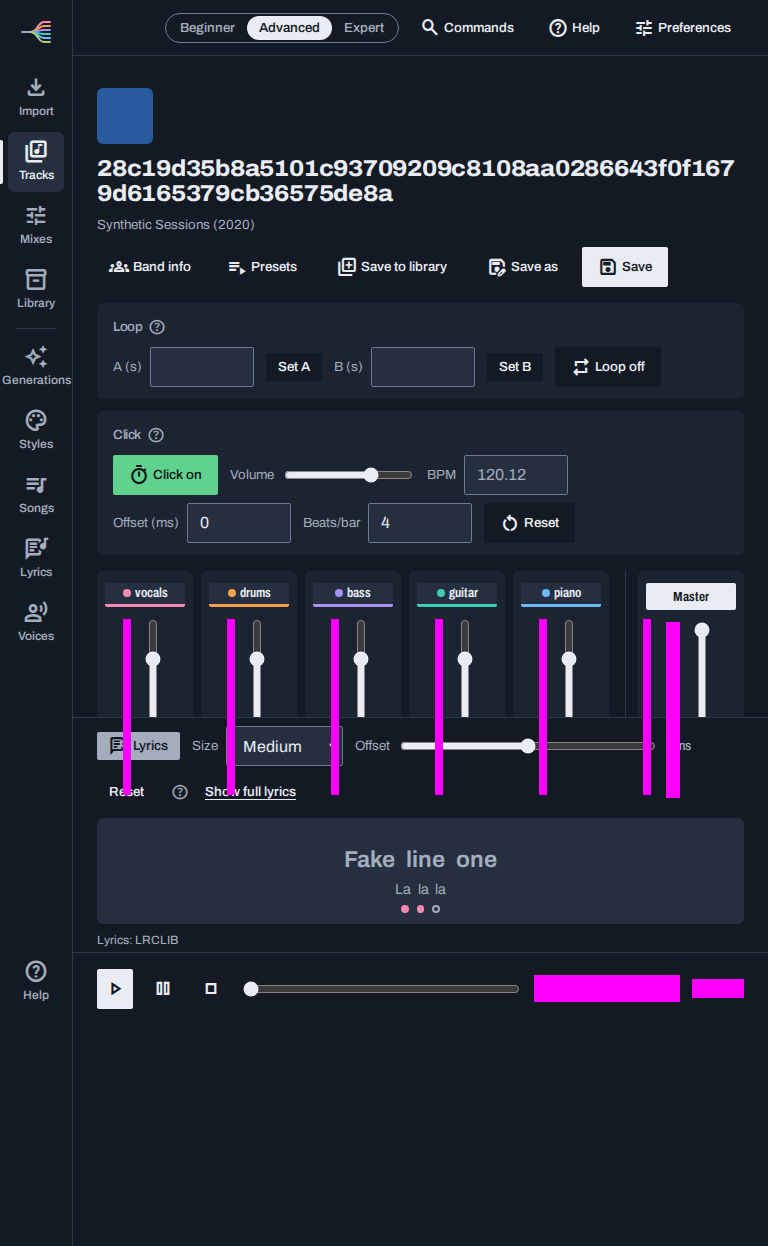 Beginner Advanced Expert Commands Help Preferences
Import
Tracks
Mixes
Library
Generations
Styles
Songs
Lyrics
Voices
Help
28c19d35b8a5101c93709209c8108aa0286643f0f167
9d6165379cb36575de8a
Synthetic Sessions (2020)
Band info Presets Save to library Save as Save
Loop ?
A (s) Set A B (s) Set B Loop off
Click ?
Click on Volume BPM 120.12
Offset (ms) 0 Beats/bar 4 Reset
vocals drums bass guitar piano Master
Lyrics Size Medium Offset
Reset ? Show full lyrics
Fake line one
La la la
Lyrics: LRCLIB